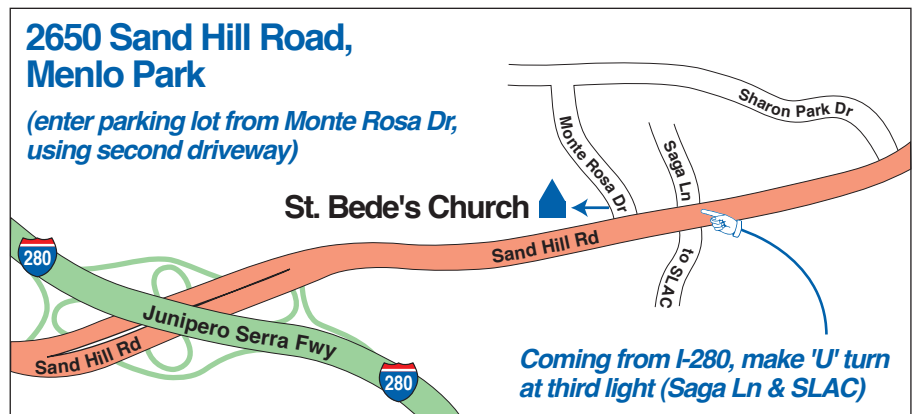 2650 Sand Hill Road,
Menlo Park
(enter parking lot from Monte Rosa Dr,
using second driveway)
Sharon Park Dr
Monte Rosa Dr
Saga Ln
St. Bede's Church
Sand Hill Rd
to SLAC
280
Junipero Serra Fwy
Sand Hill Rd
280
Coming from I-280, make 'U' turn
at third light (Saga Ln & SLAC)